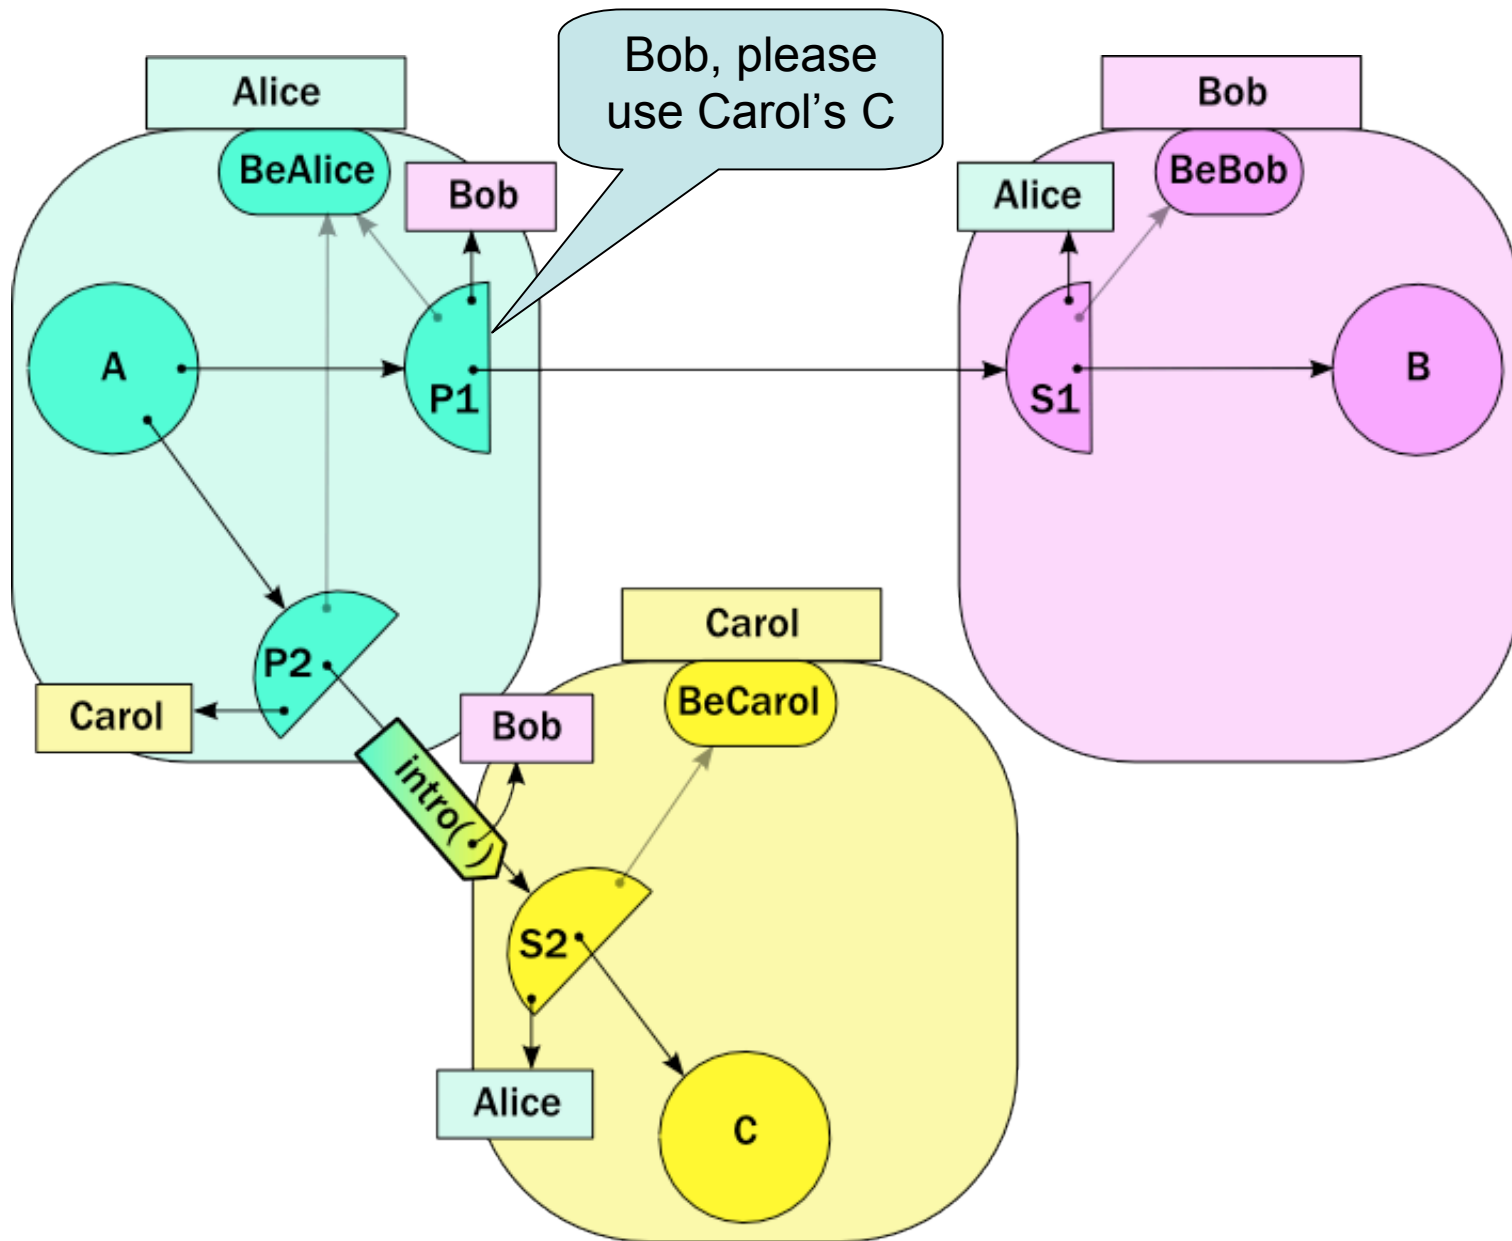 Bob, please
use Carol’s C
Alice
Bob
BeAlice
Bob
Alice
BeBob
A
P1
S1
B
Carol
P2
Carol
Bob
BeCarol
intro( )
S2
Alice
C